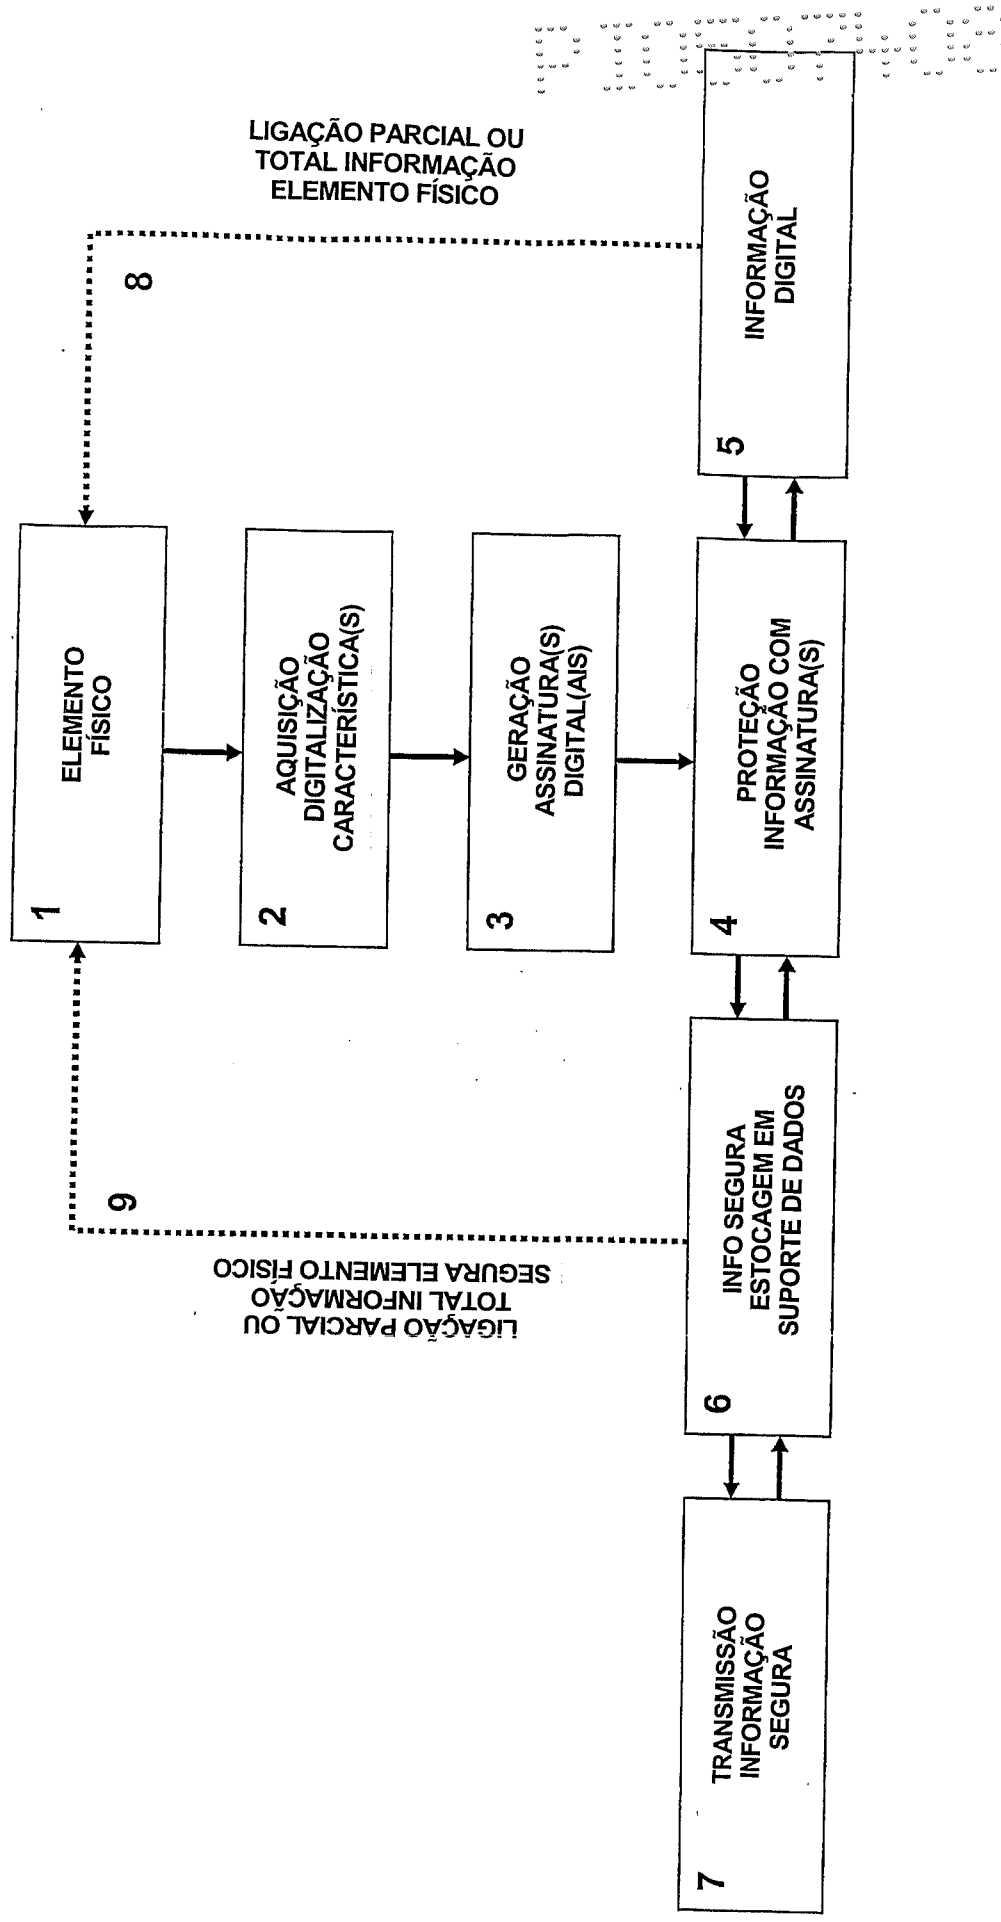 1
ELEMENTO
FÍSICO
2
AQUISIÇÃO
DIGITALIZAÇÃO
CARACTERÍSTICA(S)
3
GERAÇÃO
ASSINATURA(S)
DIGITAL(AIS)
4
PROTEÇÃO
INFORMAÇÃO COM
ASSINATURA(S)
5
INFORMAÇÃO
DIGITAL
6
INFO SEGURA
ESTOCAGEM EM
SUPORTE DE DADOS
7
TRANSMISSÃO
INFORMAÇÃO
SEGURA
8
LIGAÇÃO PARCIAL OU
TOTAL INFORMAÇÃO
ELEMENTO FÍSICO
9
LIGAÇÃO PARCIAL OU
TOTAL INFORMAÇÃO
SEGURA ELEMENTO FÍSICO